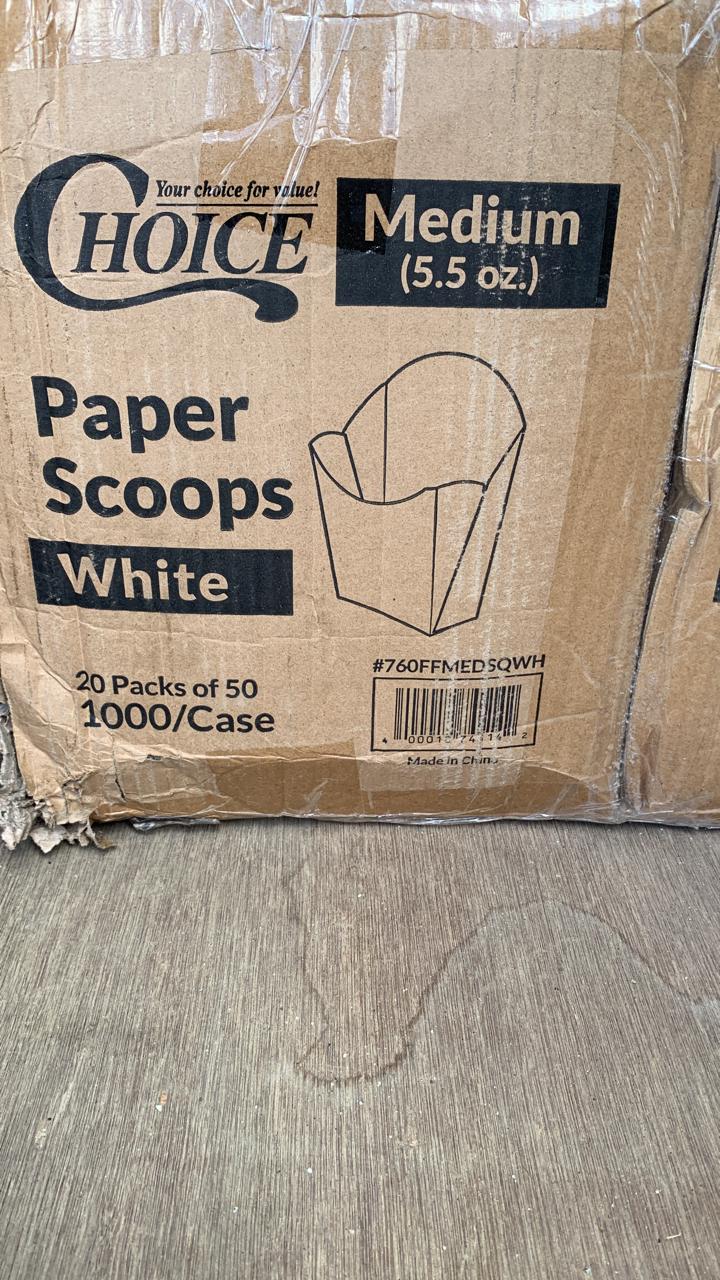 Your choice for value!
CHOICE
Medium
(5.5 oz.)
Paper
Scoops
White
20 Packs of 50
1000/Case
#760FFMEDSQWH
Made in China